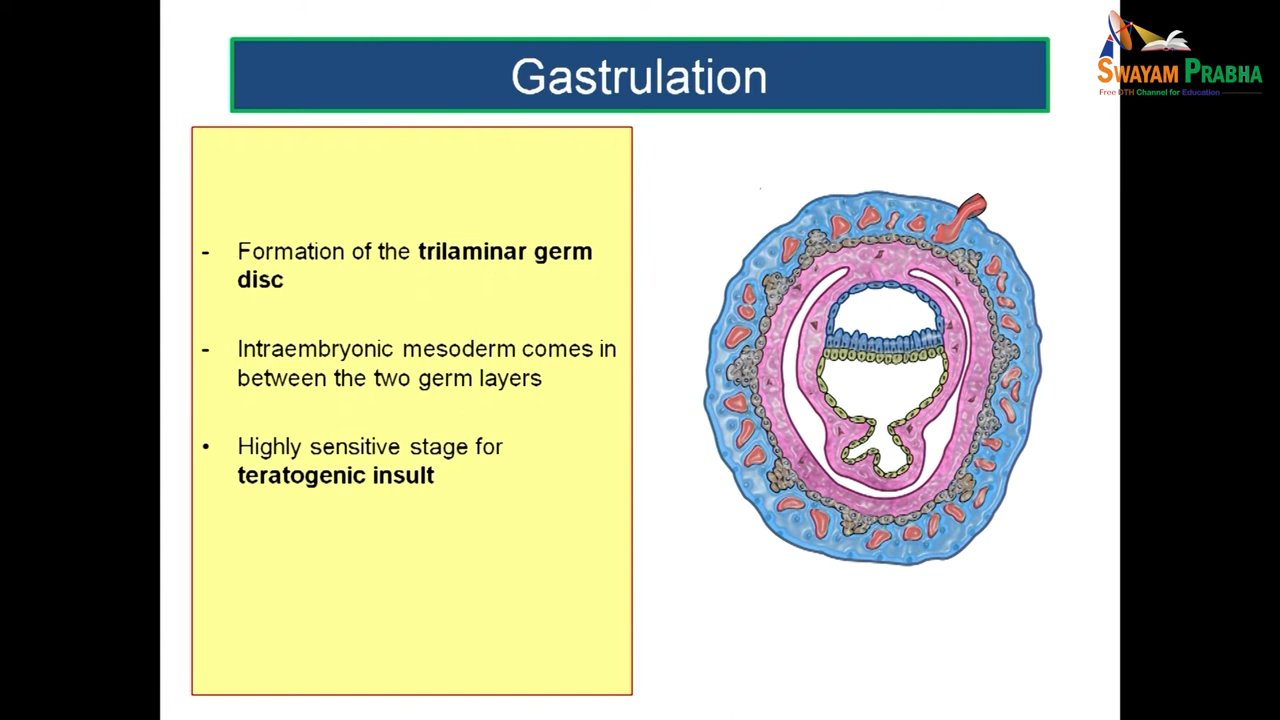 Gastrulation
SWAYAM PRABHA
Free DTH Channel for Education
- Formation of the trilaminar germ
disc
- Intraembryonic mesoderm comes in
between the two germ layers
• Highly sensitive stage for
teratogenic insult